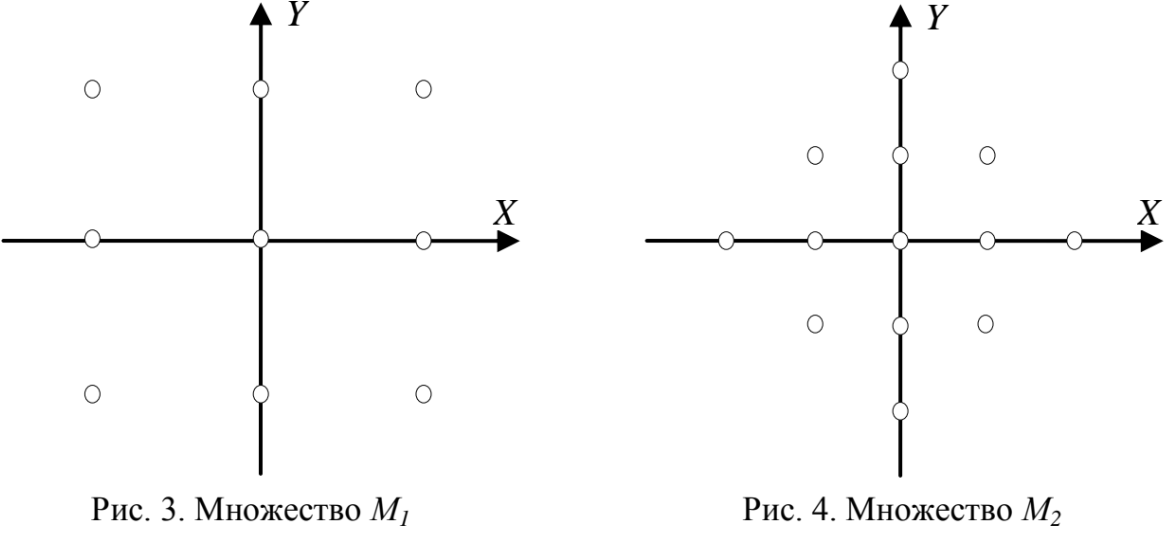 Y
Y
X
X
Рис. 3. Множество M₁
Рис. 4. Множество M₂